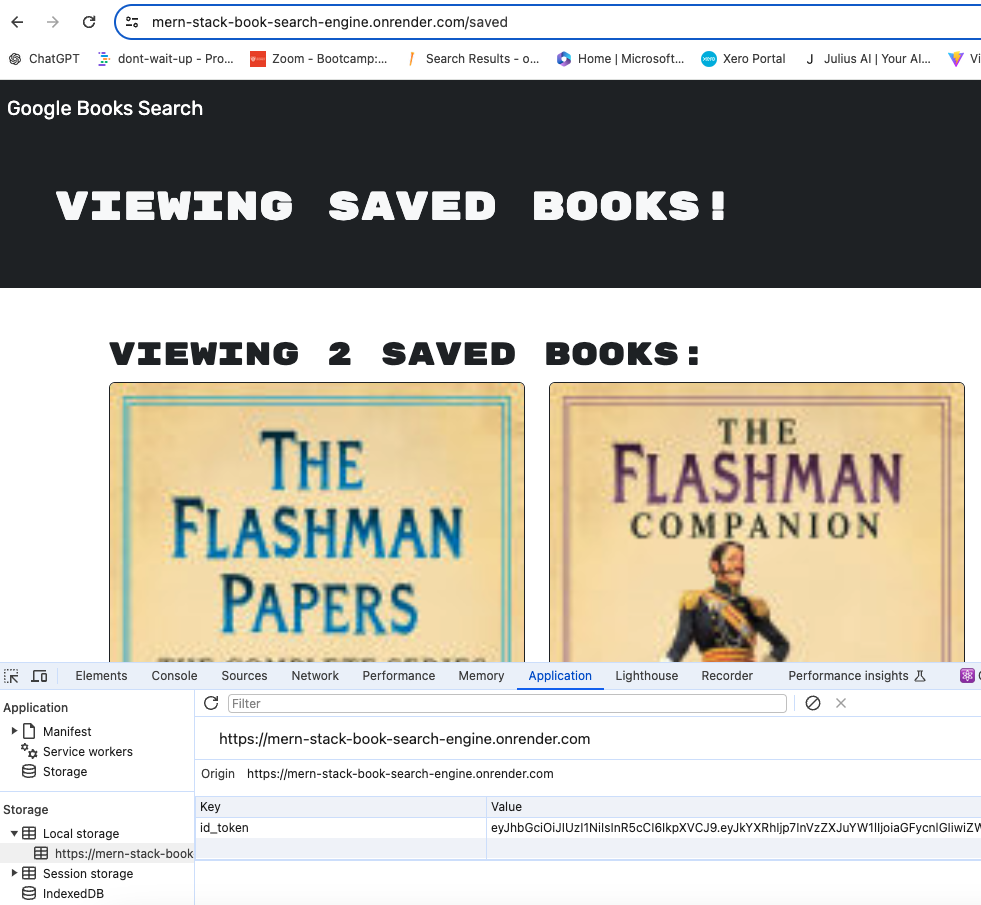 mern-stack-book-search-engine.onrender.com/saved
ChatGPT dont-wait-up - Pro... Zoom - Bootcamp:... Search Results - o... Home | Microsoft... xero Xero Portal J Julius AI | Your AI... Vi
Google Books Search
VIEWING SAVED BOOKS!
VIEWING 2 SAVED BOOKS:
THE
FLASHMAN
PAPERS
THE COMPLETE SERIES
THE
FLASHMAN
COMPANION
Elements Console Sources Network Performance Memory Application Lighthouse Recorder Performance insights
Application
Filter
Manifest
Service workers
Storage
https://mern-stack-book-search-engine.onrender.com
Origin https://mern-stack-book-search-engine.onrender.com
Storage
Key Value
Local storage
id_token
https://mern-stack-book
Session storage
IndexedDB